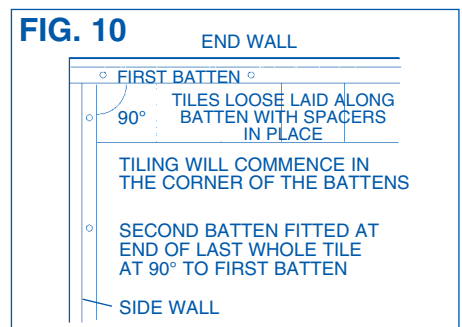 FIG. 10
END WALL
FIRST BATTEN
90°
TILES LOOSE LAID ALONG
BATTEN WITH SPACERS
IN PLACE
TILING WILL COMMENCE IN
THE CORNER OF THE BATTENS
SECOND BATTEN FITTED AT
END OF LAST WHOLE TILE
AT 90° TO FIRST BATTEN
SIDE WALL